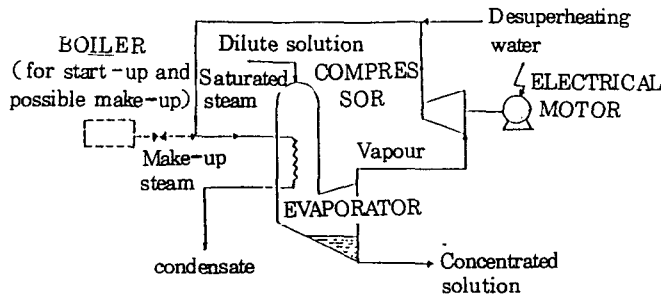 BOILER
(for start-up and
possible make-up)
Dilute solution
Saturated
steam
COMPRES
SOR
Desuperheating
water
ELECTRICAL
MOTOR
Make-up
steam
Vapour
EVAPORATOR
condensate
Concentrated
solution